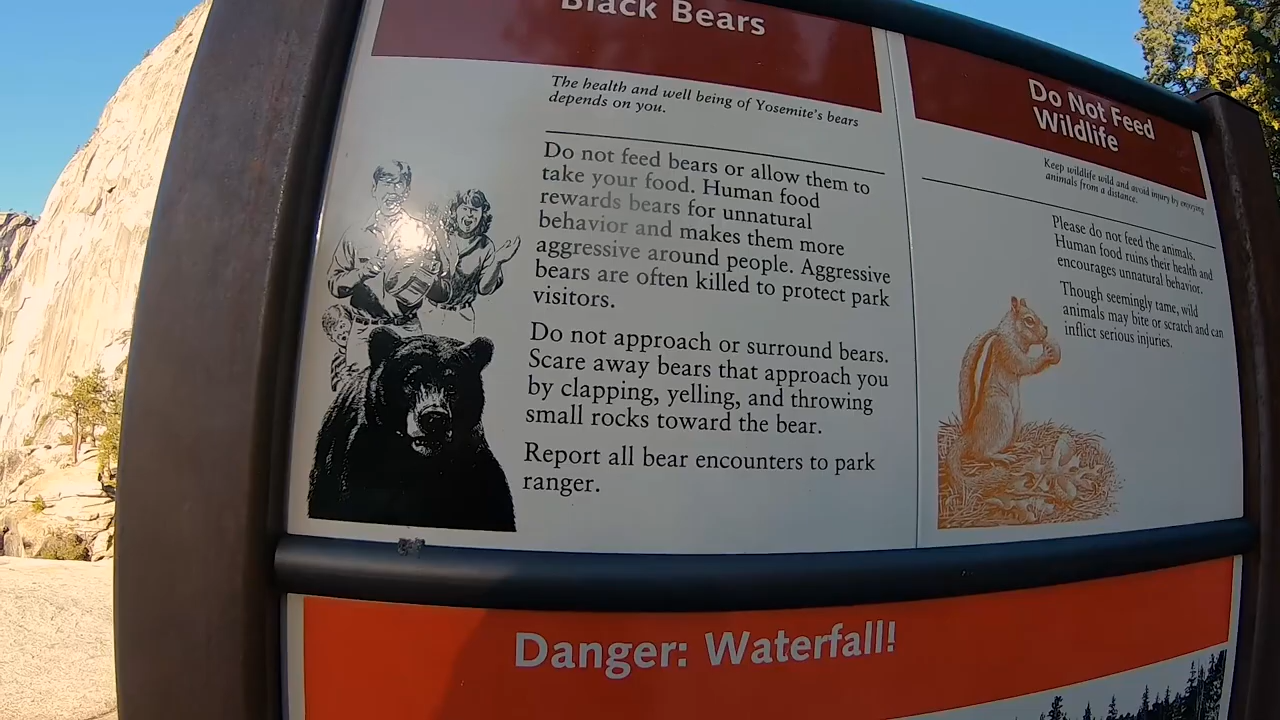 Black Bears
The health and well being of Yosemite's bears
depends on you.
Do not feed bears or allow them to
take your food. Human food
rewards bears for unnatural
behavior and makes them more
aggressive around people. Aggressive
bears are often killed to protect park
visitors.
Do not approach or surround bears.
Scare away bears that approach you
by clapping, yelling, and throwing
small rocks toward the bear.
Report all bear encounters to park
ranger.
Do Not Feed
Wildlife
Keep wildlife wild and avoid injury by enjoying
animals from a distance.
Please do not feed the animals.
Human food ruins their health and
encourages unnatural behavior.
Though seemingly tame, wild
animals may bite or scratch and can
inflict serious injuries.
Danger: Waterfall!